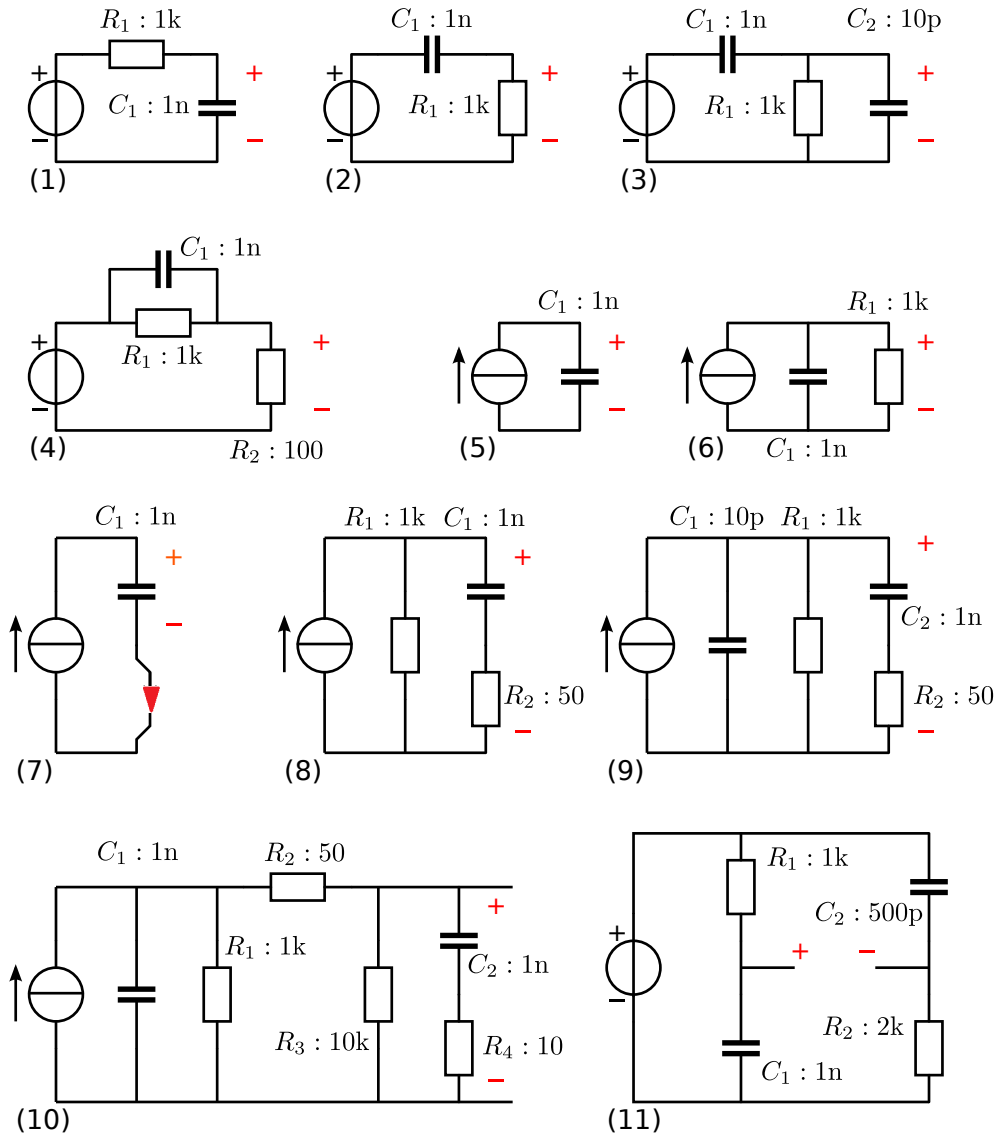 R₁ : 1k
C₁ : 1n
+
−
+
−
(1)
C₁ : 1n
R₁ : 1k
+
−
+
−
(2)
C₁ : 1n
C₂ : 10p
R₁ : 1k
+
−
+
−
(3)
C₁ : 1n
R₁ : 1k
+
−
+
−
R₂ : 100
(4)
C₁ : 1n
+
−
(5)
R₁ : 1k
+
−
C₁ : 1n
(6)
C₁ : 1n
+
−
(7)
R₁ : 1k
C₁ : 1n
+
R₂ : 50
−
(8)
C₁ : 10p
R₁ : 1k
+
C₂ : 1n
R₂ : 50
−
(9)
C₁ : 1n
R₂ : 50
+
R₁ : 1k
C₂ : 1n
R₃ : 10k
R₄ : 10
−
(10)
R₁ : 1k
C₂ : 500p
+
−
+
−
R₂ : 2k
C₁ : 1n
(11)